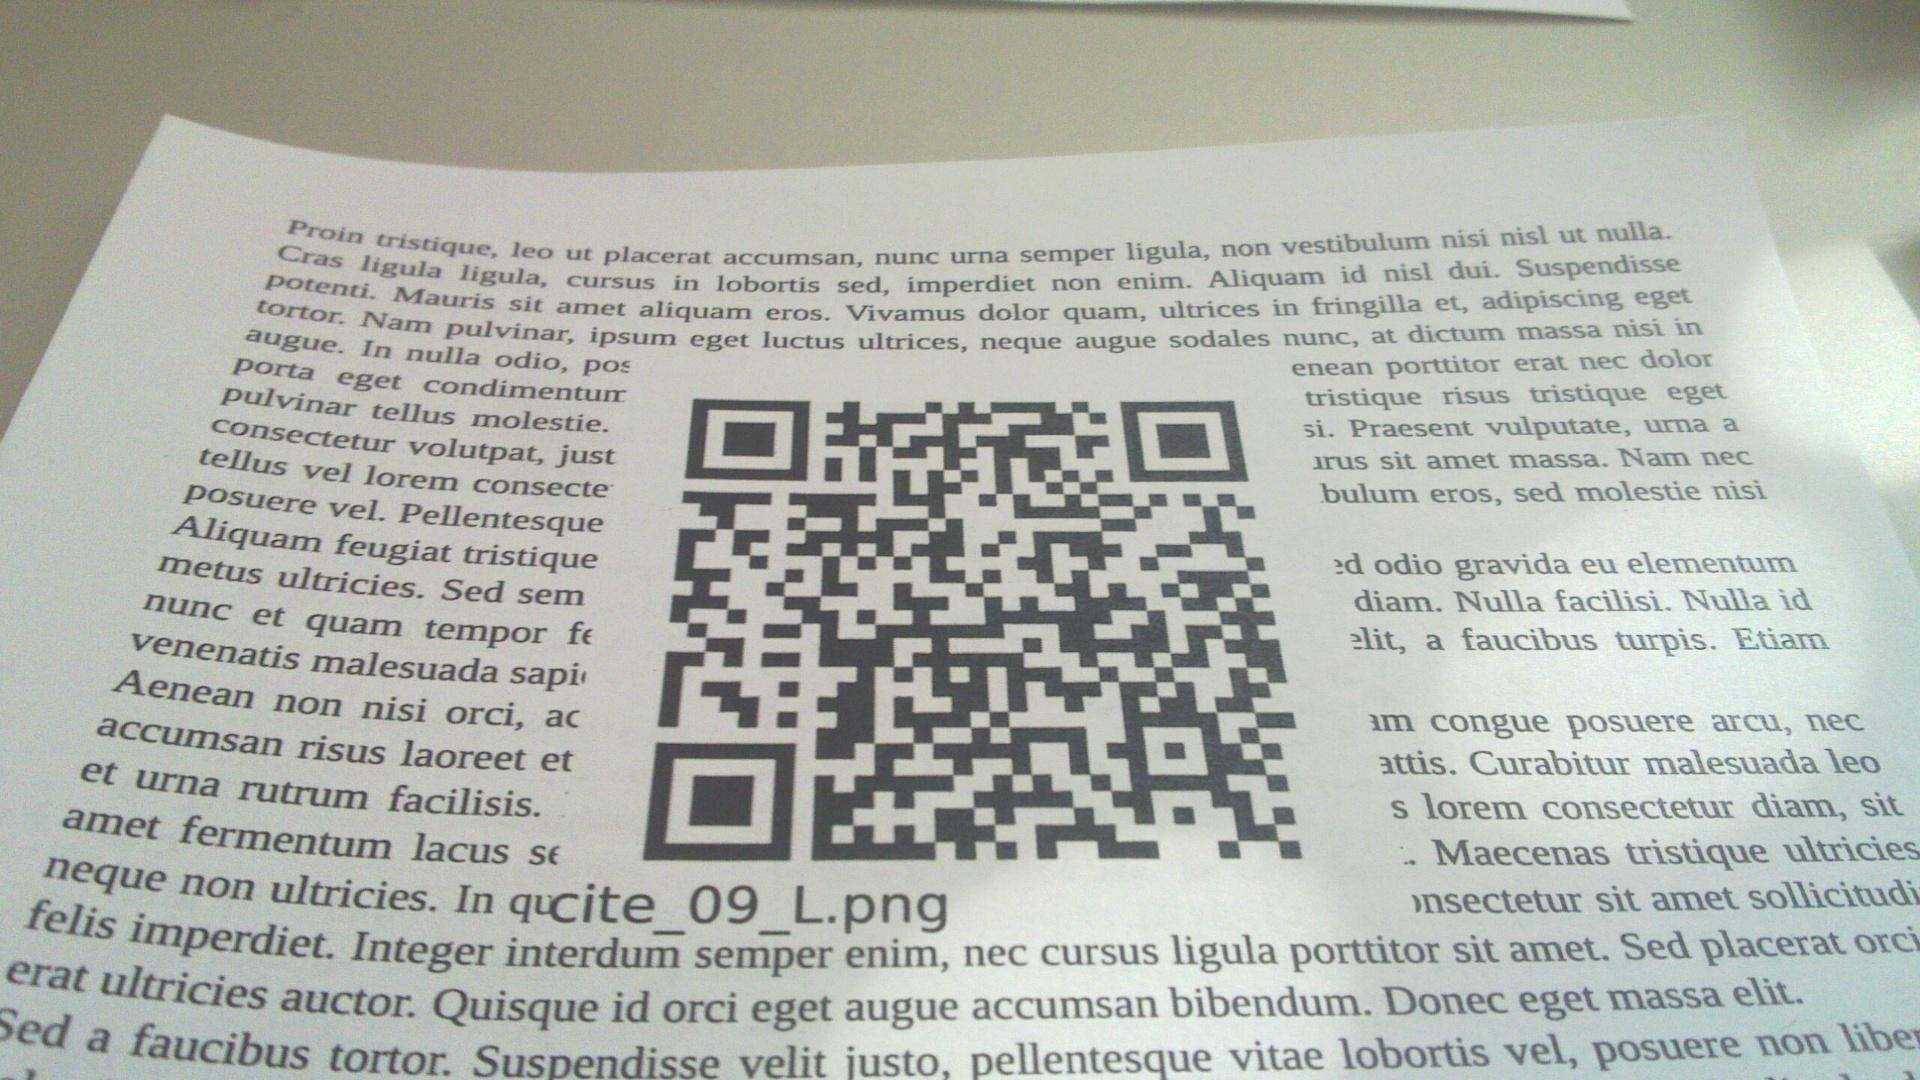 Proin tristique, leo ut placerat accumsan, nunc urna semper ligula, non vestibulum nisi nisl ut nulla.
Cras ligula ligula, cursus in lobortis sed, imperdiet non enim. Aliquam id nisl dui. Suspendisse
potenti. Mauris sit amet aliquam eros. Vivamus dolor quam, ultrices in fringilla et, adipiscing eget
tortor. Nam pulvinar, ipsum eget luctus ultrices, neque augue sodales nunc, at dictum massa nisi in
augue. In nulla odio, enean porttitor erat nec dolor
porta eget tristique risus tristique eget
pulvinar tellus molestie. si. Praesent vulputate, urna a
consectetur volutpat, just sit amet massa. Nam nec
tellus vel lorem eros, sed molestie nisi
posuere vel. Pellentesque
Aliquam feugiat tristique odio gravida eu elementum
metus ultricies. Sed sem diam. Nulla facilisi. Nulla id
nunc et quam tempor a faucibus turpis. Etiam
venenatis malesuada
Aenean non nisi orci, congue posuere arcu, nec
accumsan risus laoreet et Curabitur malesuada leo
et urna rutrum facilisis. s lorem consectetur diam, sit
amet fermentum lacus Maecenas tristique ultricies
neque non ultricies. In cite_09_L.png sit amet
felis imperdiet. Integer interdum semper enim, nec cursus ligula porttitor sit amet. Sed placerat orci
erat ultricies auctor. Quisque id orci eget augue accumsan bibendum. Donec eget massa elit.
Sed a faucibus tortor. Suspendisse velit justo, pellentesque vitae lobortis vel, posuere non